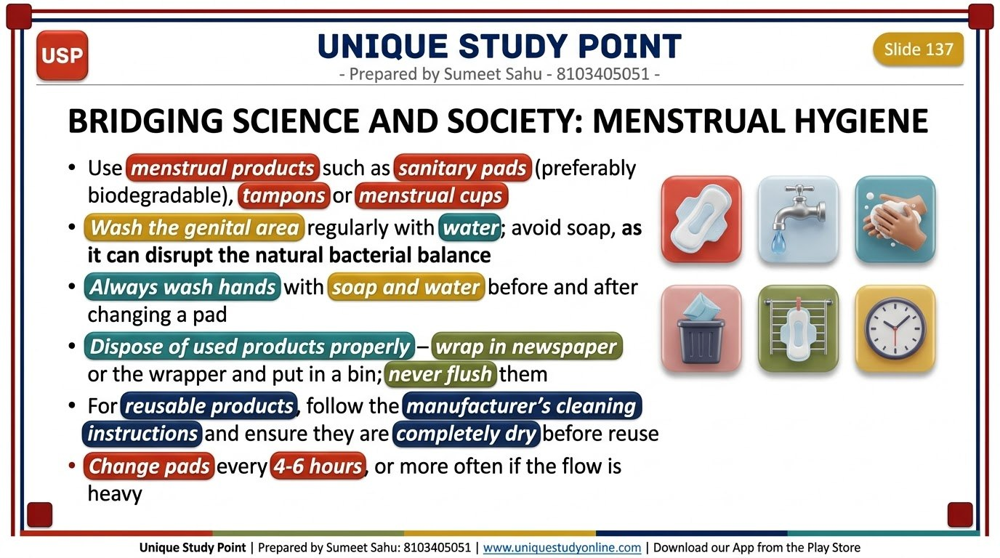 USP
UNIQUE STUDY POINT
- Prepared by Sumeet Sahu - 8103405051 -
Slide 137
BRIDGING SCIENCE AND SOCIETY: MENSTRUAL HYGIENE
• Use menstrual products such as sanitary pads (preferably
biodegradable), tampons or menstrual cups
• Wash the genital area regularly with water; avoid soap, as
it can disrupt the natural bacterial balance
• Always wash hands with soap and water before and after
changing a pad
• Dispose of used products properly – wrap in newspaper
or the wrapper and put in a bin; never flush them
• For reusable products, follow the manufacturer’s cleaning
instructions and ensure they are completely dry before reuse
• Change pads every 4-6 hours, or more often if the flow is
heavy
Unique Study Point | Prepared by Sumeet Sahu: 8103405051 | www.uniquestudyonline.com | Download our App from the Play Store